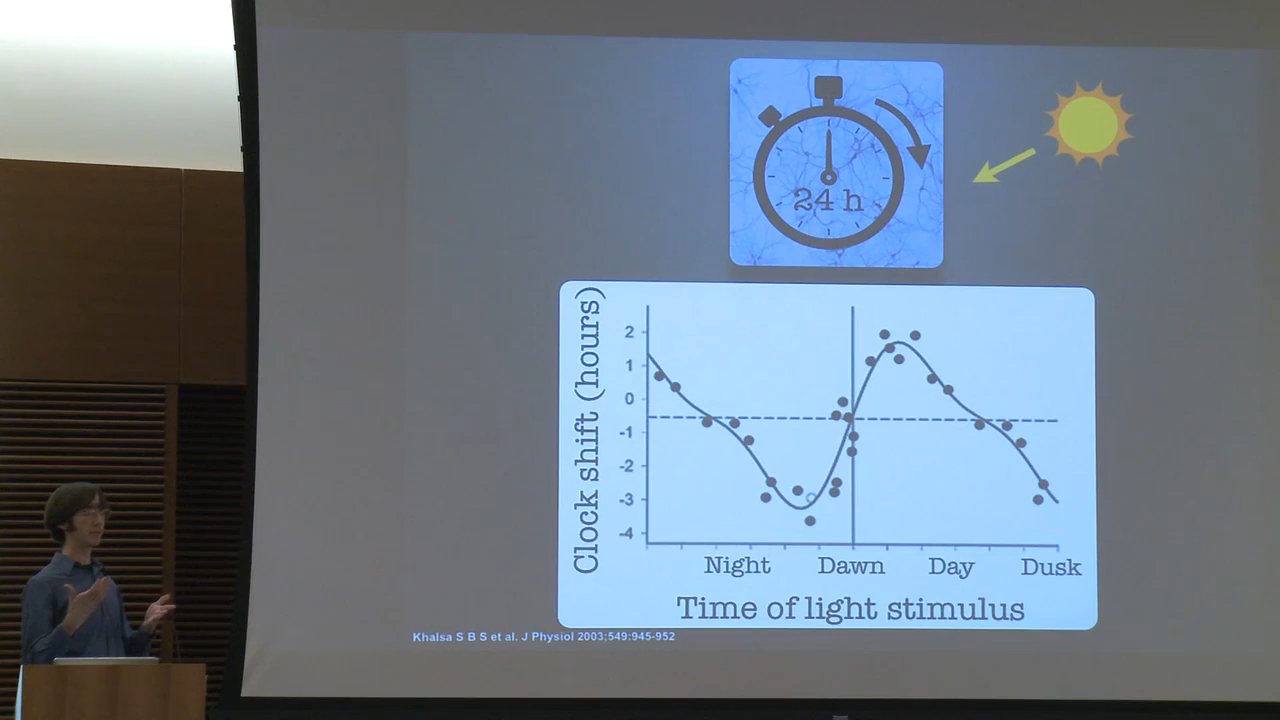 24 h
Clock shift (hours)
2
1
0
-1
-2
-3
-4
Night Dawn Day Dusk
Time of light stimulus
Khalsa S B S et al. J Physiol 2003;549:945-952